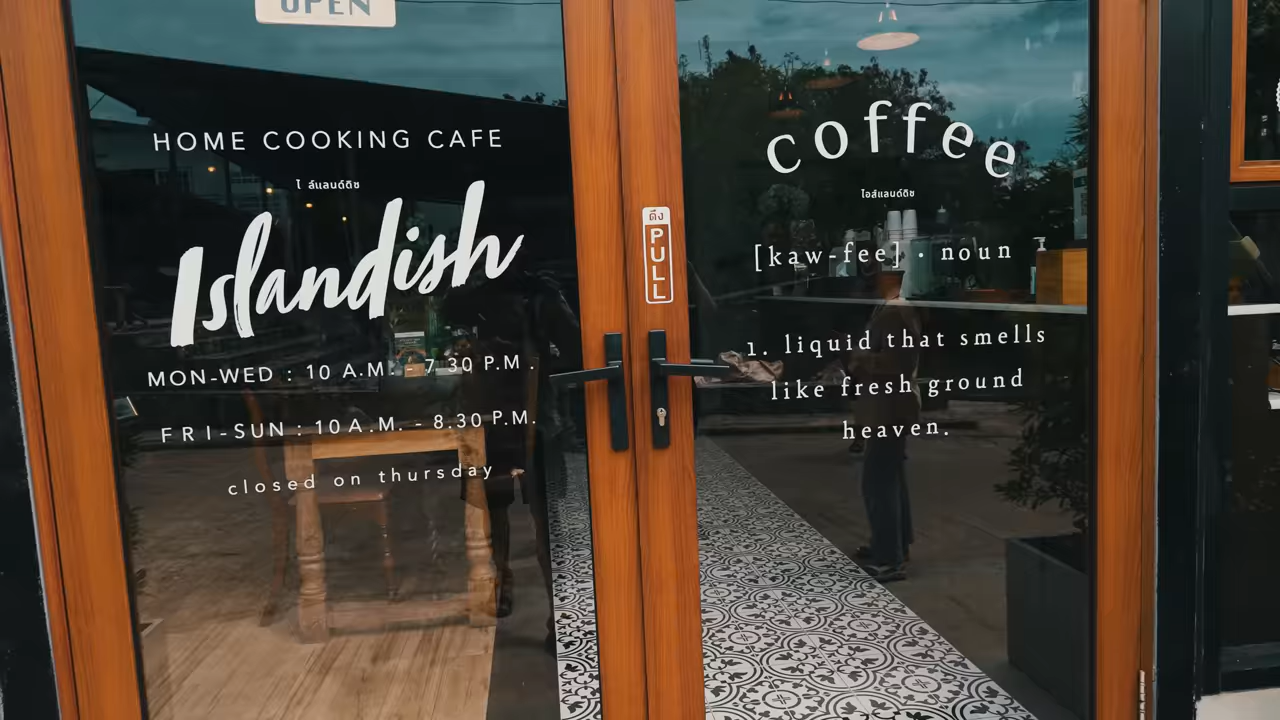 OPEN
HOME COOKING CAFE
ไ ส์แลนด์ดิช
Islandish
MON-WED : 10 A.M. - 7.30 P.M.
FRI-SUN : 10 A.M. - 8.30 P.M.
closed on thursday
ดึง
PULL
coffee
ไอส์แลนด์ดิช
[kaw-fee] · noun
1. liquid that smells
like fresh ground
heaven.